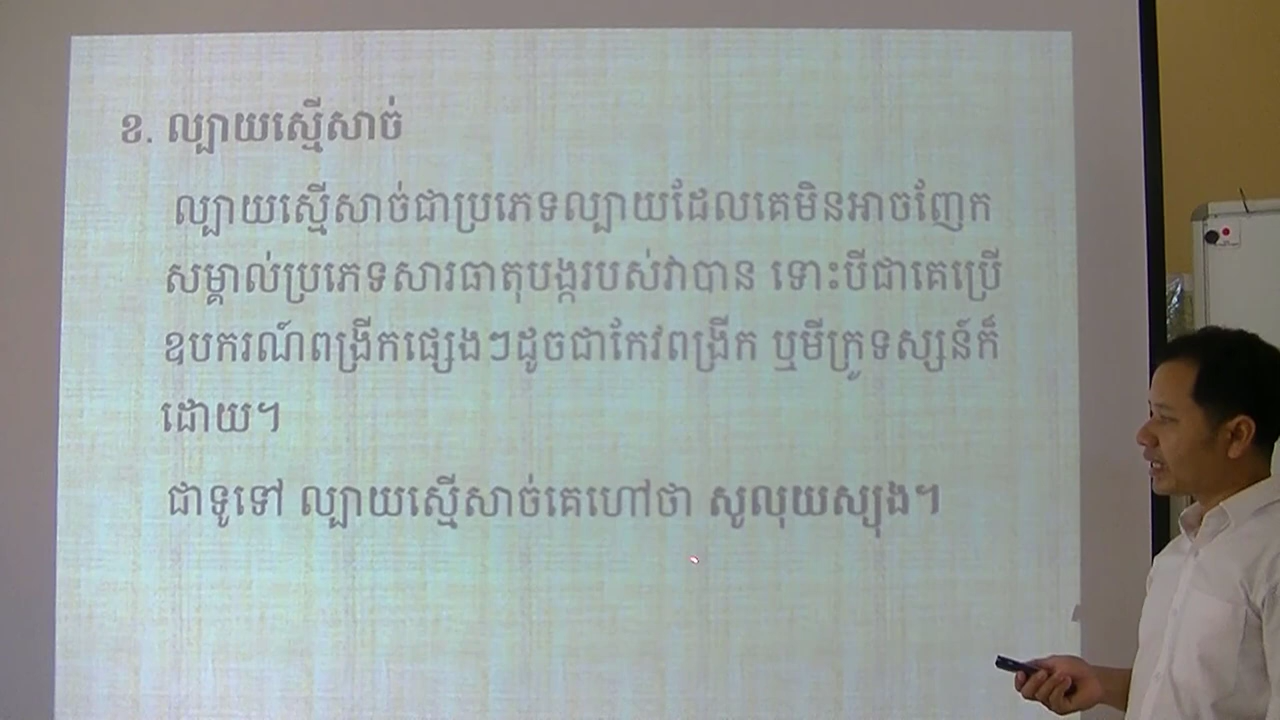 ខ. ល្បាយស្មើសាច់
ល្បាយស្មើសាច់ជាប្រភេទល្បាយដែលគេមិនអាចញែក
សម្គាល់ប្រភេទសារធាតុបង្ករបស់វាបាន ទោះបីជាគេប្រើ
ឧបករណ៍ពង្រីកផ្សេងៗដូចជាកែវពង្រីក ឬមីក្រូទស្សន៍ក៏
ដោយ។
ជាទូទៅ ល្បាយស្មើសាច់គេហៅថា សូលុយស្យុង។